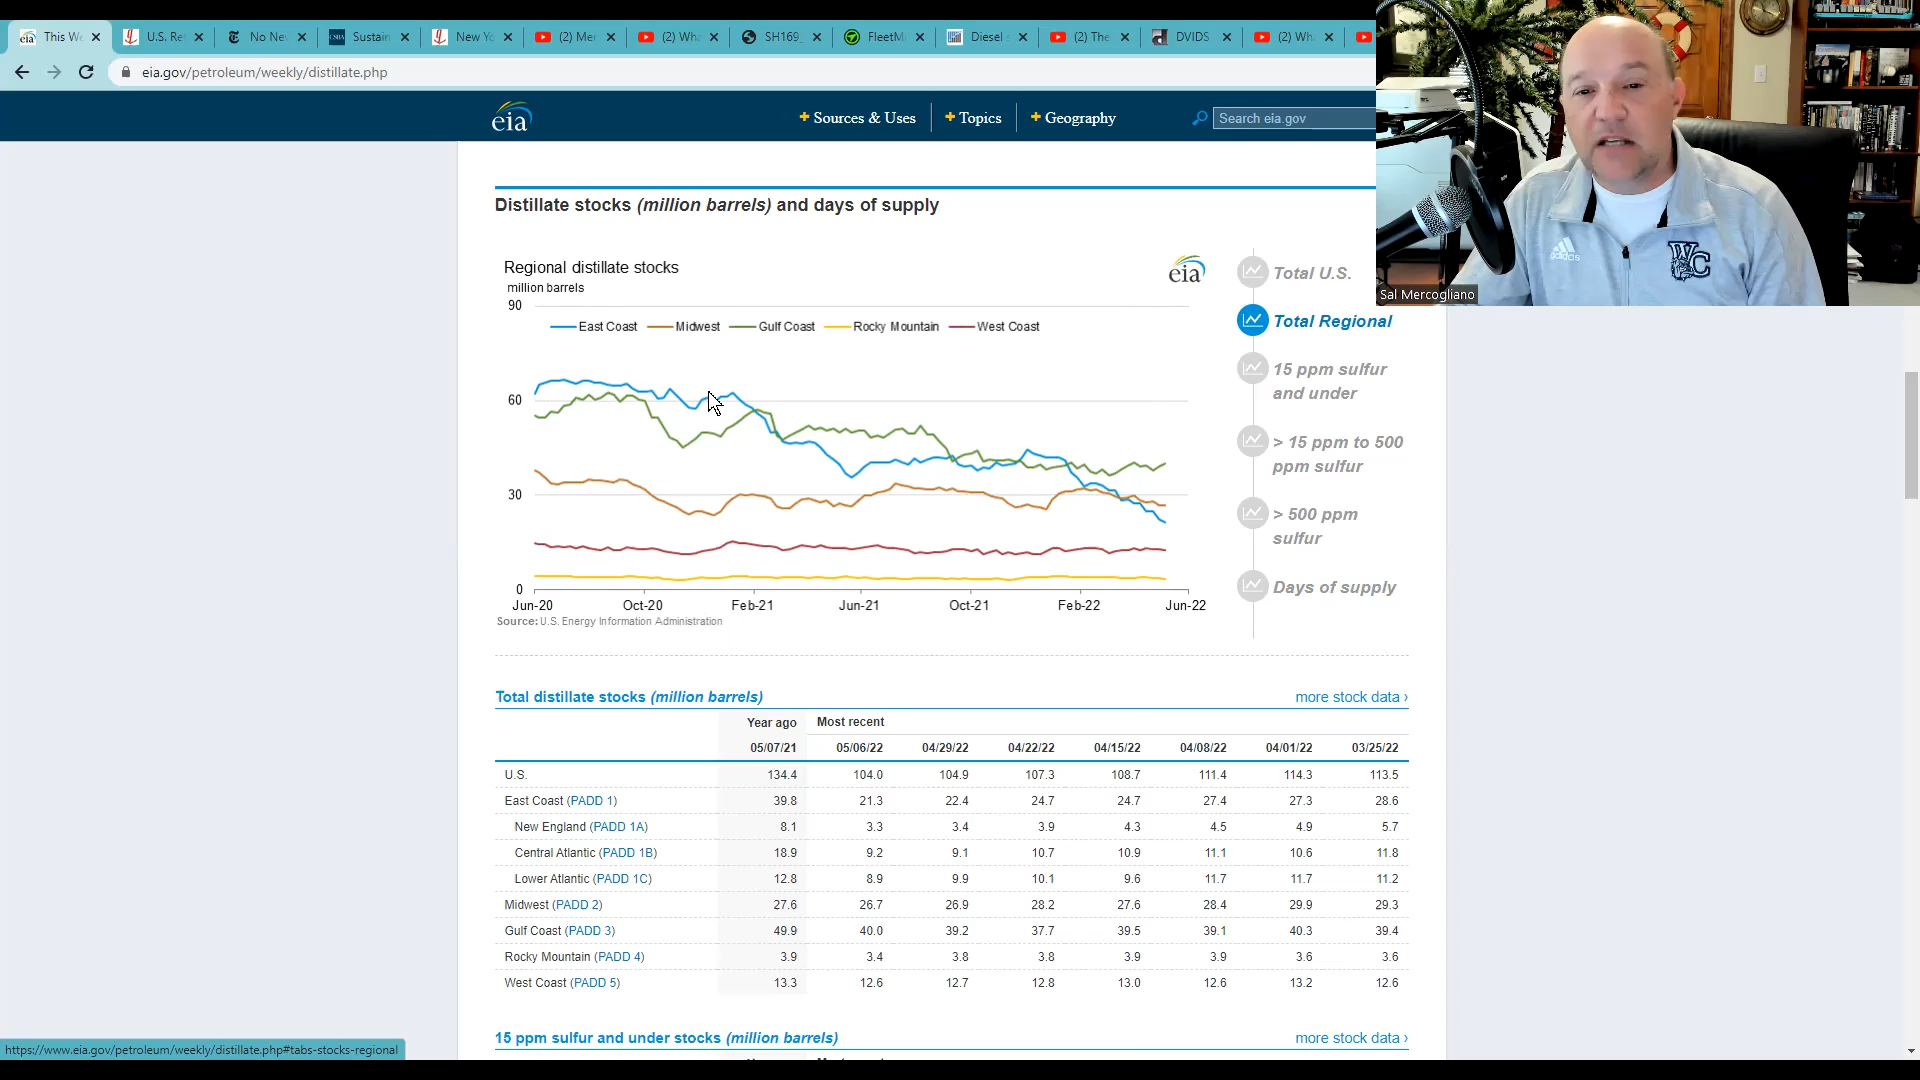 This We
U.S. Re
No Nev
Sustain
New Yo
(2) Mer
(2) Wha
SH169_
FleetM
Diesel s
(2) The
DVIDS
(2) Wh
eia.gov/petroleum/weekly/distillate.php
eia
+ Sources & Uses
+ Topics
+ Geography
Search eia.gov
adidas
WC
Sal Mercogliano
Distillate stocks (million barrels) and days of supply
Regional distillate stocks
million barrels
eia
90
East Coast Midwest Gulf Coast Rocky Mountain West Coast
60
30
0
Jun-20 Oct-20 Feb-21 Jun-21 Oct-21 Feb-22 Jun-22
Source: U.S. Energy Information Administration
Total U.S.
Total Regional
15 ppm sulfur
and under
> 15 ppm to 500
ppm sulfur
> 500 ppm
sulfur
Days of supply
Total distillate stocks (million barrels) more stock data ›
Year ago Most recent
05/07/21 05/06/22 04/29/22 04/22/22 04/15/22 04/08/22 04/01/22 03/25/22
U.S. 134.4 104.0 104.9 107.3 108.7 111.4 114.3 113.5
East Coast (PADD 1) 39.8 21.3 22.4 24.7 24.7 27.4 27.3 28.6
New England (PADD 1A) 8.1 3.3 3.4 3.9 4.3 4.5 4.9 5.7
Central Atlantic (PADD 1B) 18.9 9.2 9.1 10.7 10.9 11.1 10.6 11.8
Lower Atlantic (PADD 1C) 12.8 8.9 9.9 10.1 9.6 11.7 11.7 11.2
Midwest (PADD 2) 27.6 26.7 26.9 28.2 27.6 28.4 29.9 29.3
Gulf Coast (PADD 3) 49.9 40.0 39.2 37.7 39.5 39.1 40.3 39.4
Rocky Mountain (PADD 4) 3.9 3.4 3.8 3.8 3.9 3.9 3.6 3.6
West Coast (PADD 5) 13.3 12.6 12.7 12.8 13.0 12.6 13.2 12.6
15 ppm sulfur and under stocks (million barrels) more stock data ›
https://www.eia.gov/petroleum/weekly/distillate.php#tabs-stocks-regional